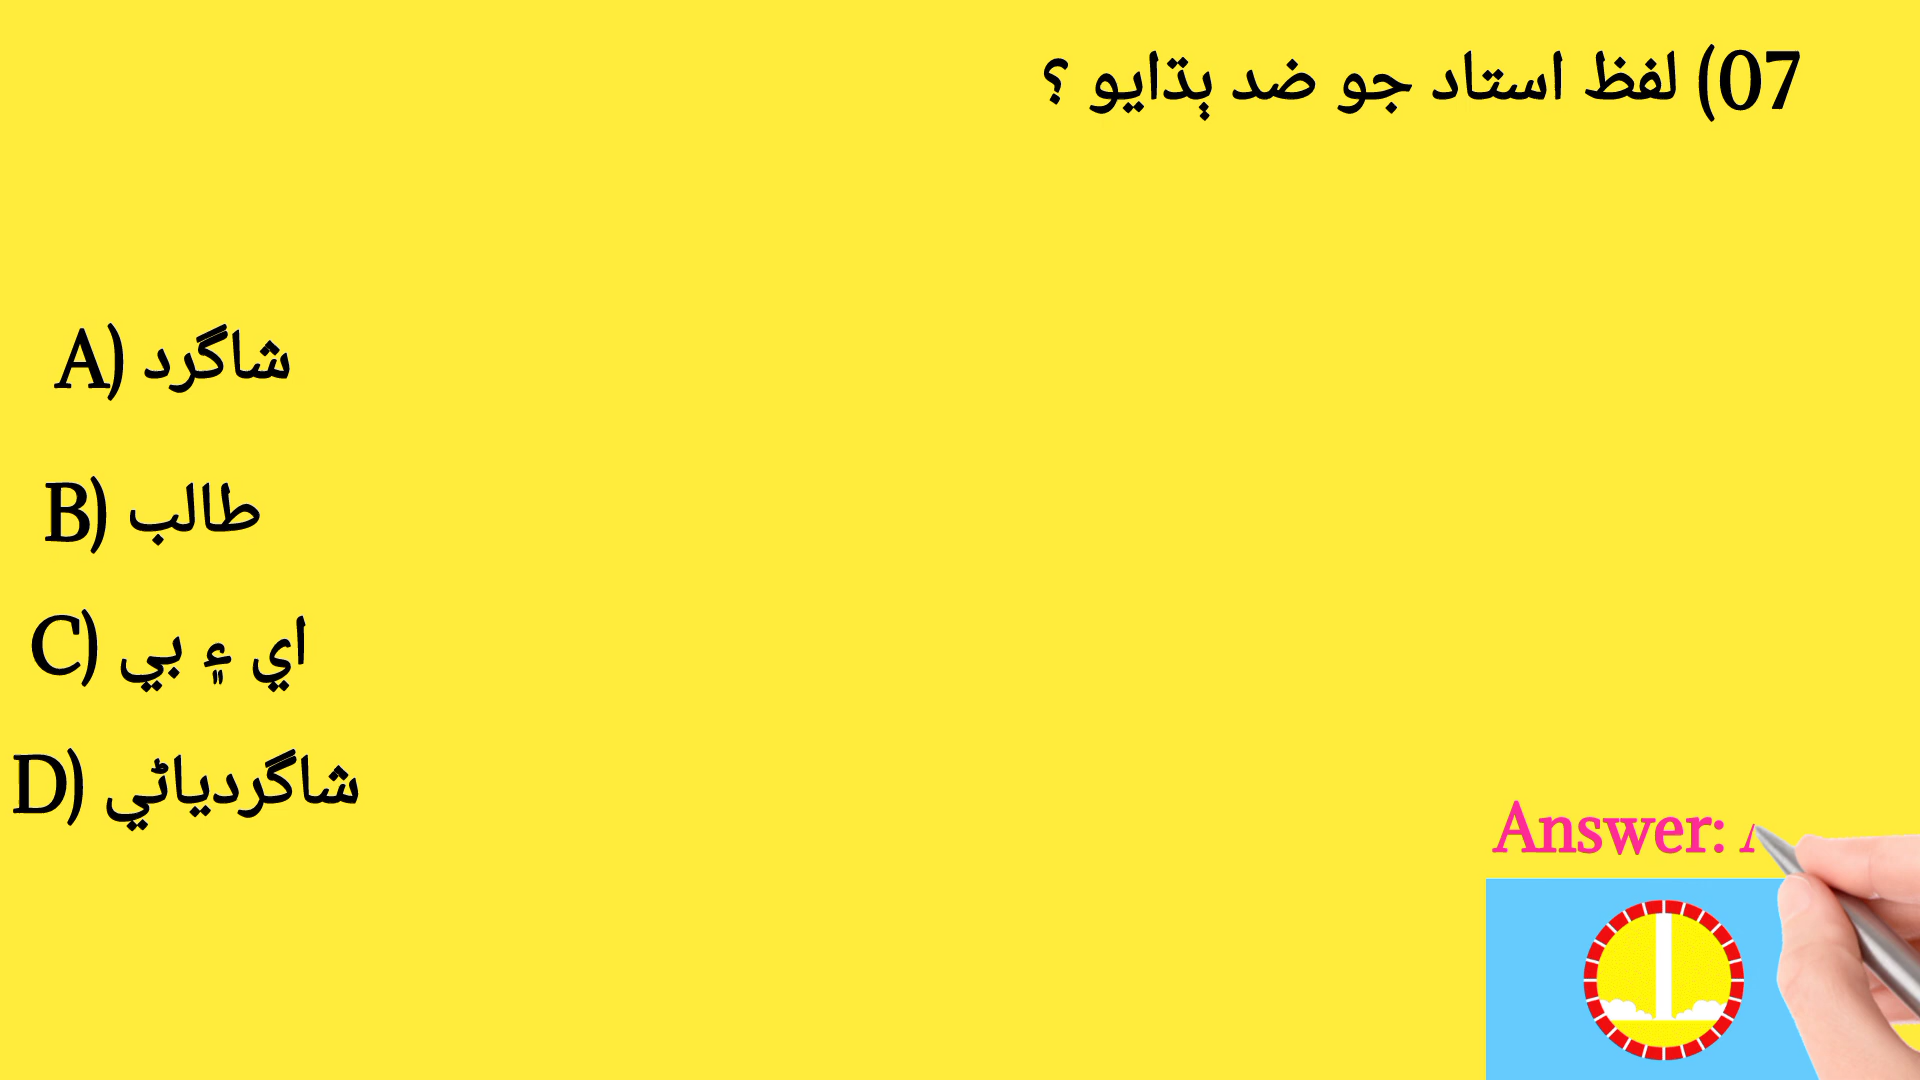 07) لفظ استاد جو ضد ٻڌايو ؟
A) شاگرد
B) طالب
C) اي ۽ بي
D) شاگردياڻي
Answer: